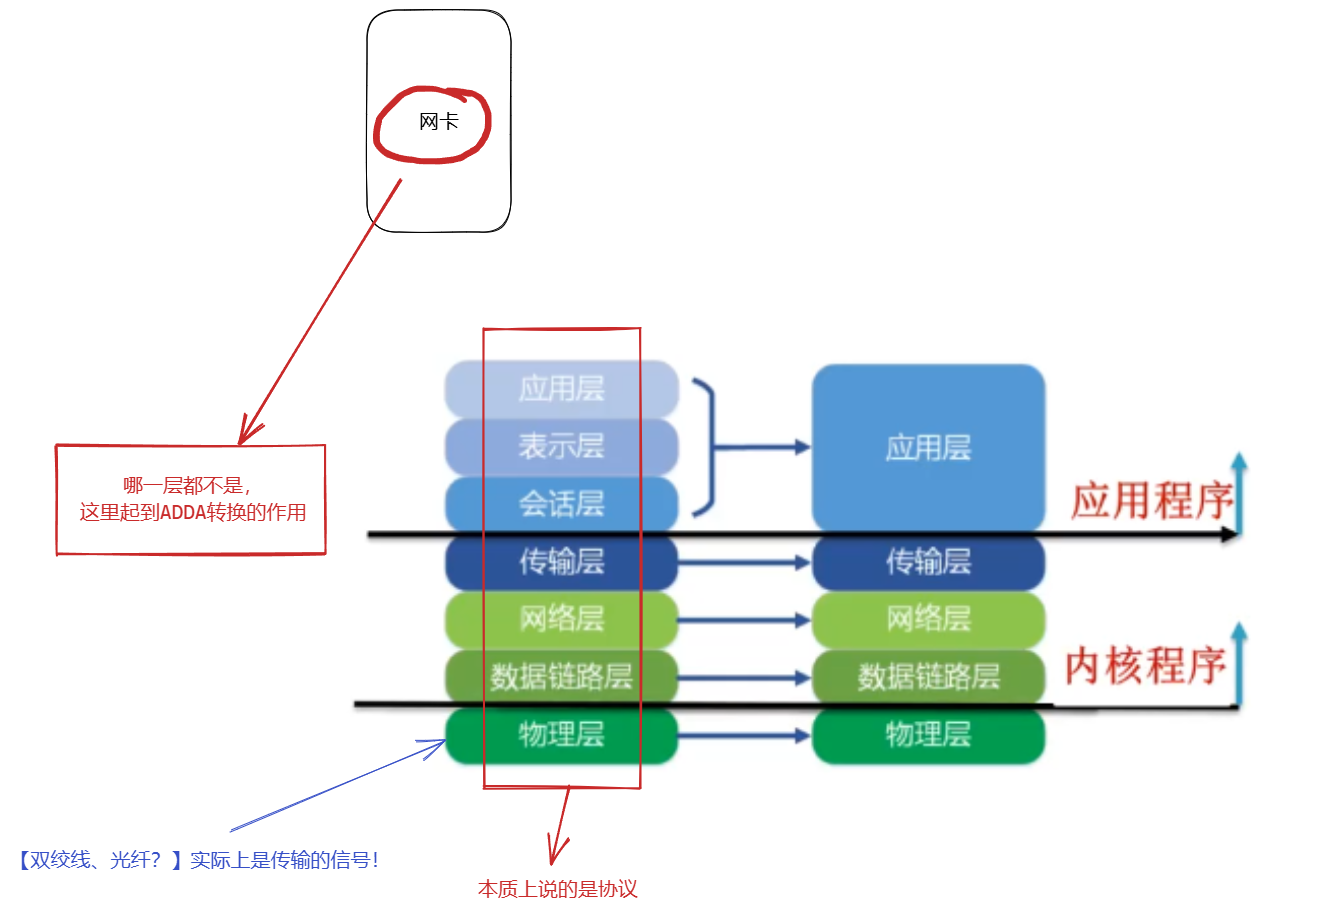 网卡
哪一层都不是，
这里起到ADDA转换的作用
应用层
表示层
会话层
传输层
网络层
数据链路层
物理层
应用层
传输层
网络层
数据链路层
物理层
应用程序
内核程序
【双绞线、光纤？】实际上是传输的信号！
本质上说的是协议